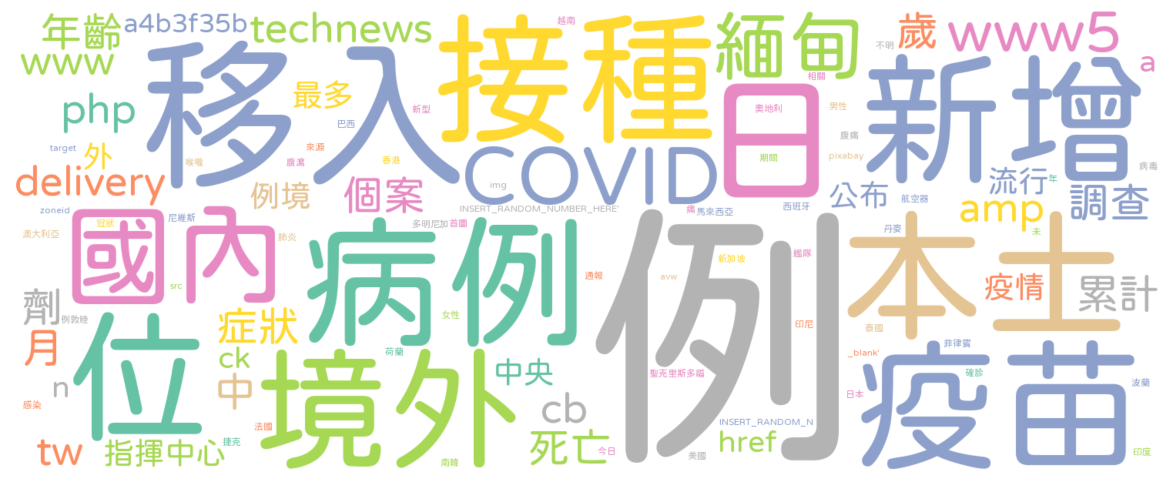 年齡 a4b3f35b technews 接種 越南 緬甸 不明 歲 www5
www 移入 最多 新型 相關 新增 a
php 巴西 日 奧地利 男性
target 外 喉嚨 腹瀉 來源 香港 COVID 期間 腹痛 pixabay 病毒
delivery 例境 個案 img 公布 流行 年 調查
zoneid 尼維斯 INSERT_RANDOM_NUMBER_HERE' 痛 馬來西亞 西班牙 航空器 amp
澳大利亞 國內 冠狀 肺炎 病例 多明尼加 首圖 例 丹麥 本土 未
src 通報 avw 新加坡 艦隊 疫情 累計
劑 例敦睦 位 症狀 女性 印尼 泰國
月 ck 境外 荷蘭 中央 聖克里斯多福 _blank' 疫苗 菲律賓
n 中 確診 波蘭
感染 法國 cb 日本
tw 指揮中心 捷克 南韓 死亡 今日 INSERT_RANDOM_N href 美國 印度